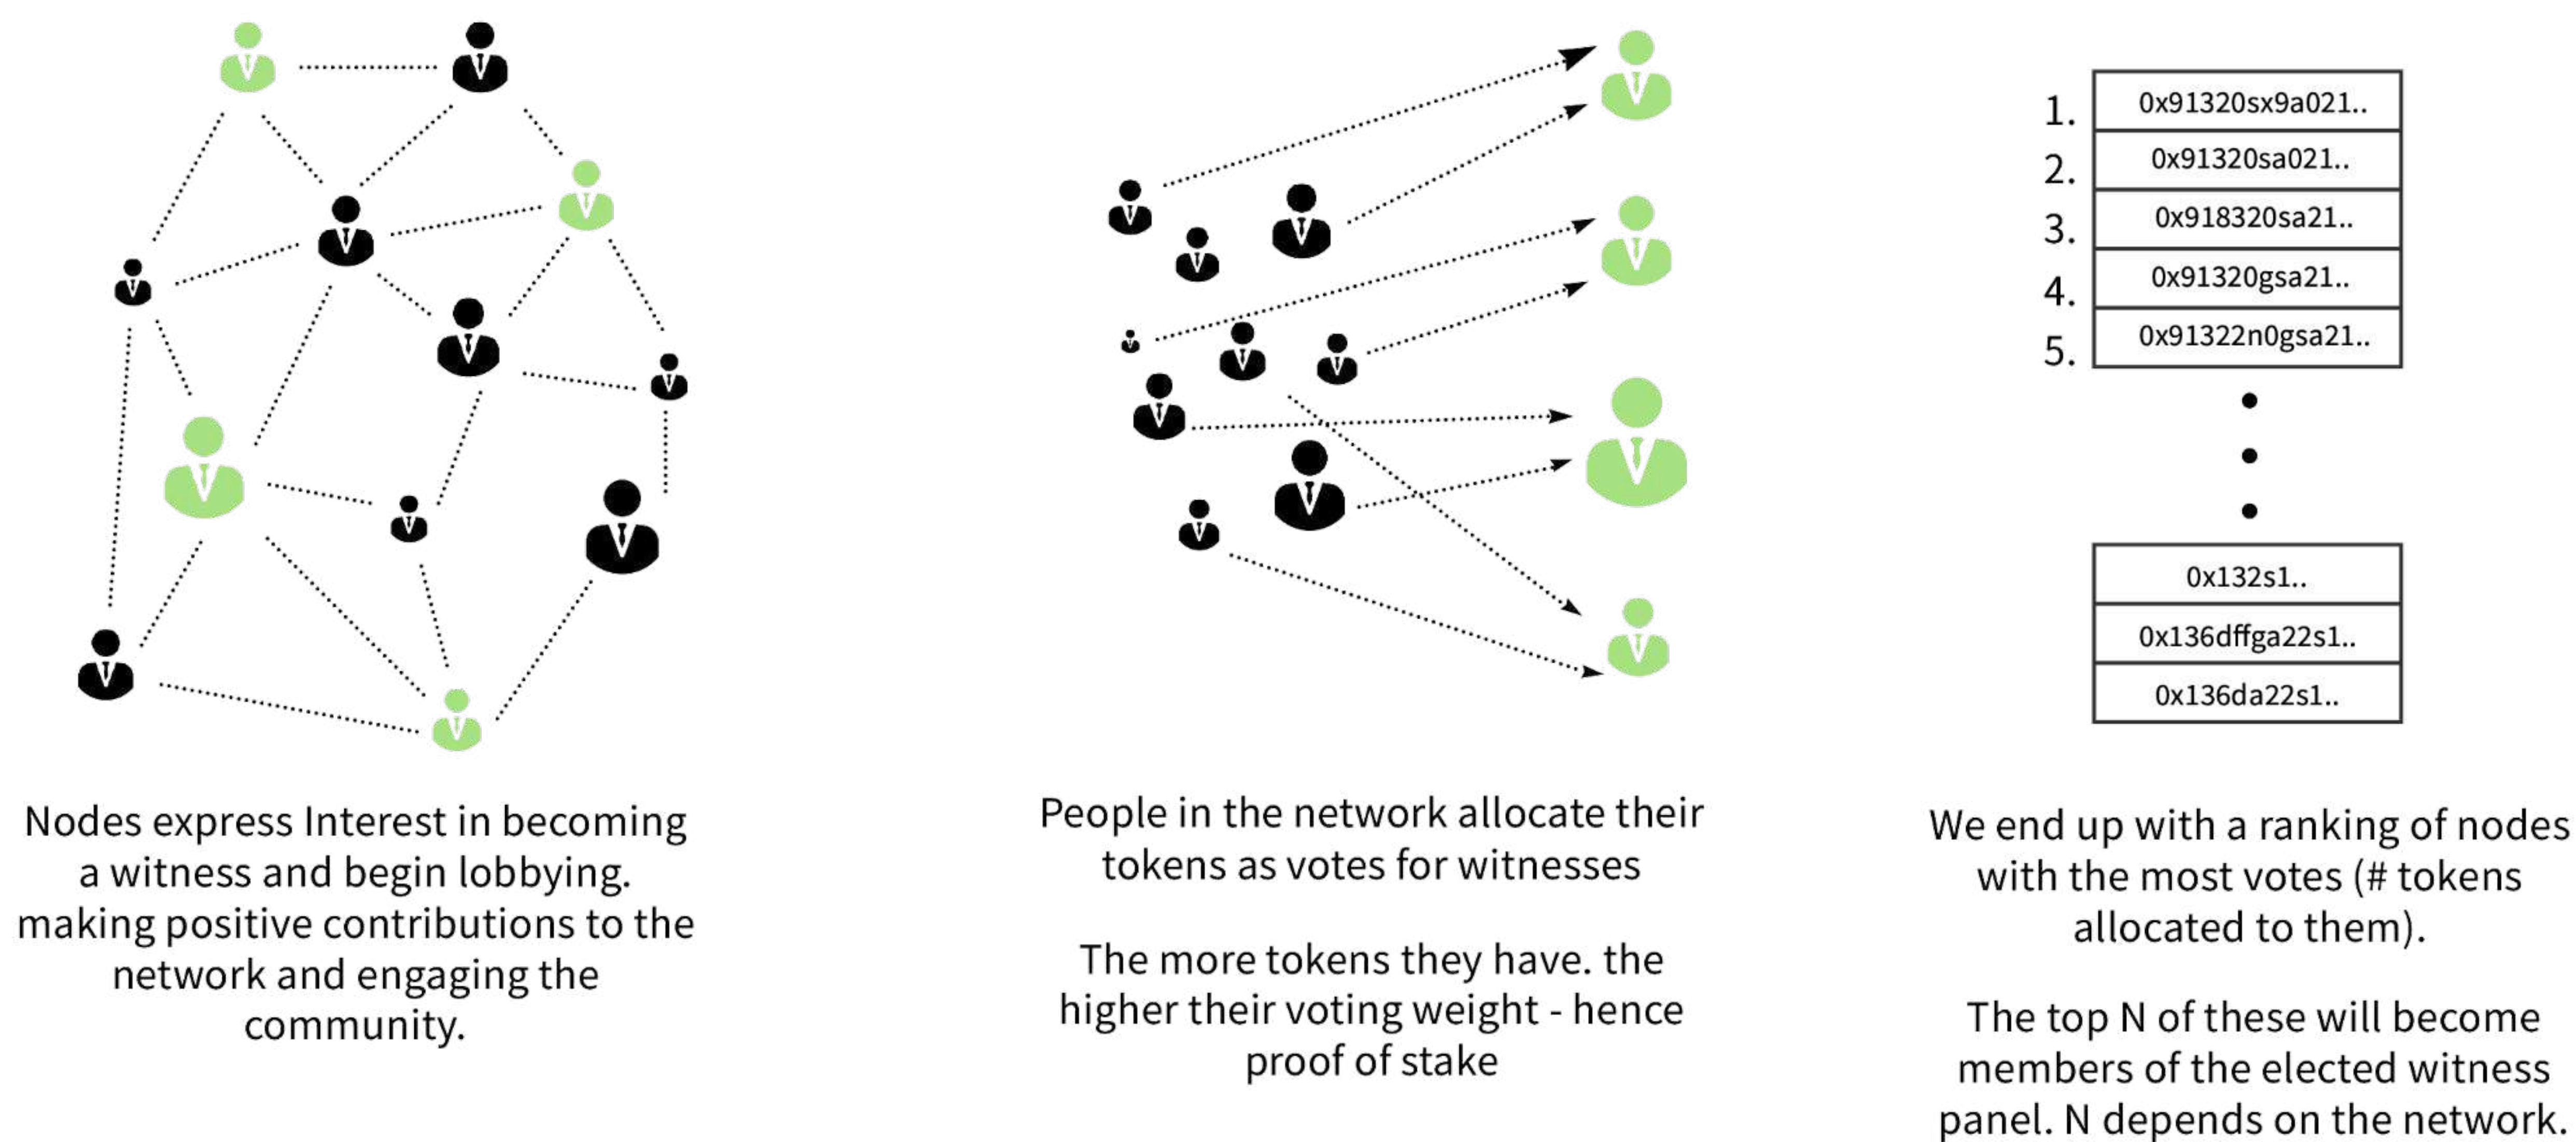 1. 0x91320sx9a021..
2. 0x91320sa021..
3. 0x918320sa21..
4. 0x91320gsa21..
5. 0x91322n0gsa21..
0x132s1..
0x136dffga22s1..
0x136da22s1..
Nodes express Interest in becoming
a witness and begin lobbying.
making positive contributions to the
network and engaging the
community.
People in the network allocate their
tokens as votes for witnesses
The more tokens they have. the
higher their voting weight - hence
proof of stake
We end up with a ranking of nodes
with the most votes (# tokens
allocated to them).
The top N of these will become
members of the elected witness
panel. N depends on the network.